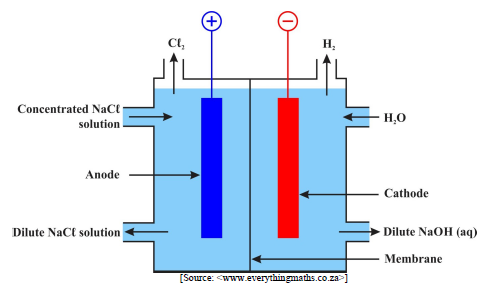 +
−
Cℓ₂
H₂
Concentrated NaCℓ
solution
H₂O
Anode
Cathode
Dilute NaCℓ solution
Dilute NaOH (aq)
Membrane
[Source: <www.everythingmaths.co.za>]